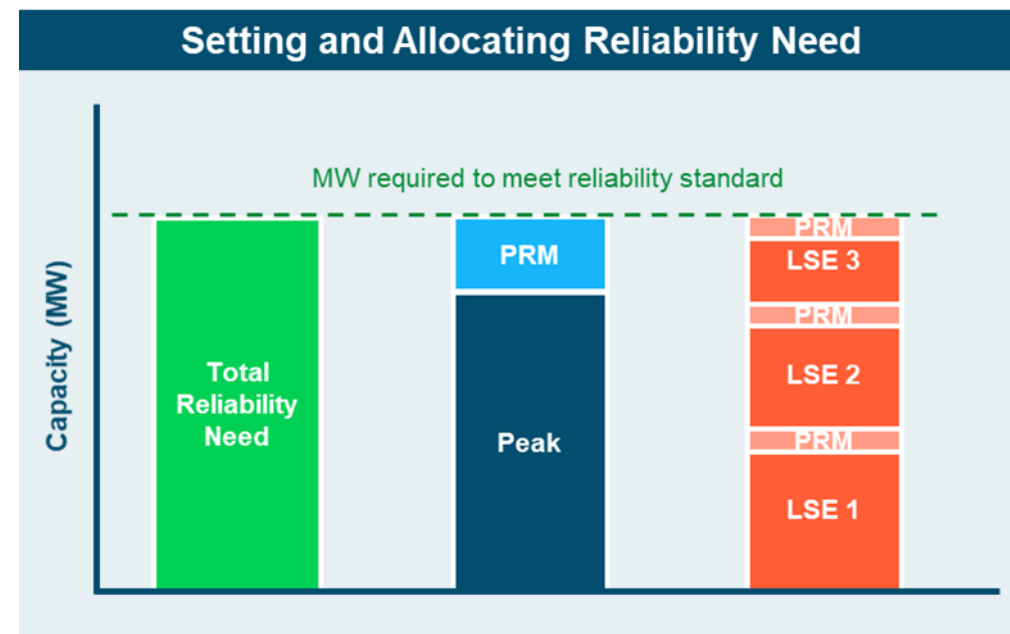 Setting and Allocating Reliability Need
MW required to meet reliability standard
Capacity (MW)
Total
Reliability
Need
PRM
Peak
PRM
LSE 3
PRM
LSE 2
PRM
LSE 1